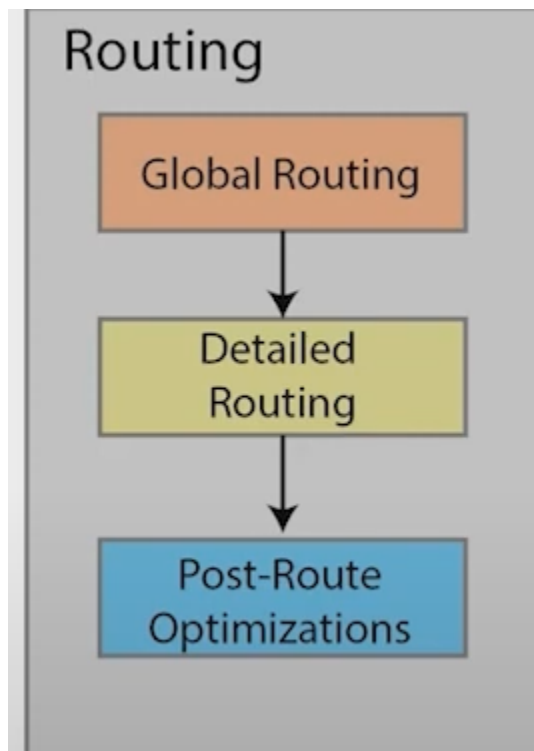 Routing
Global Routing
Detailed
Routing
Post-Route
Optimizations